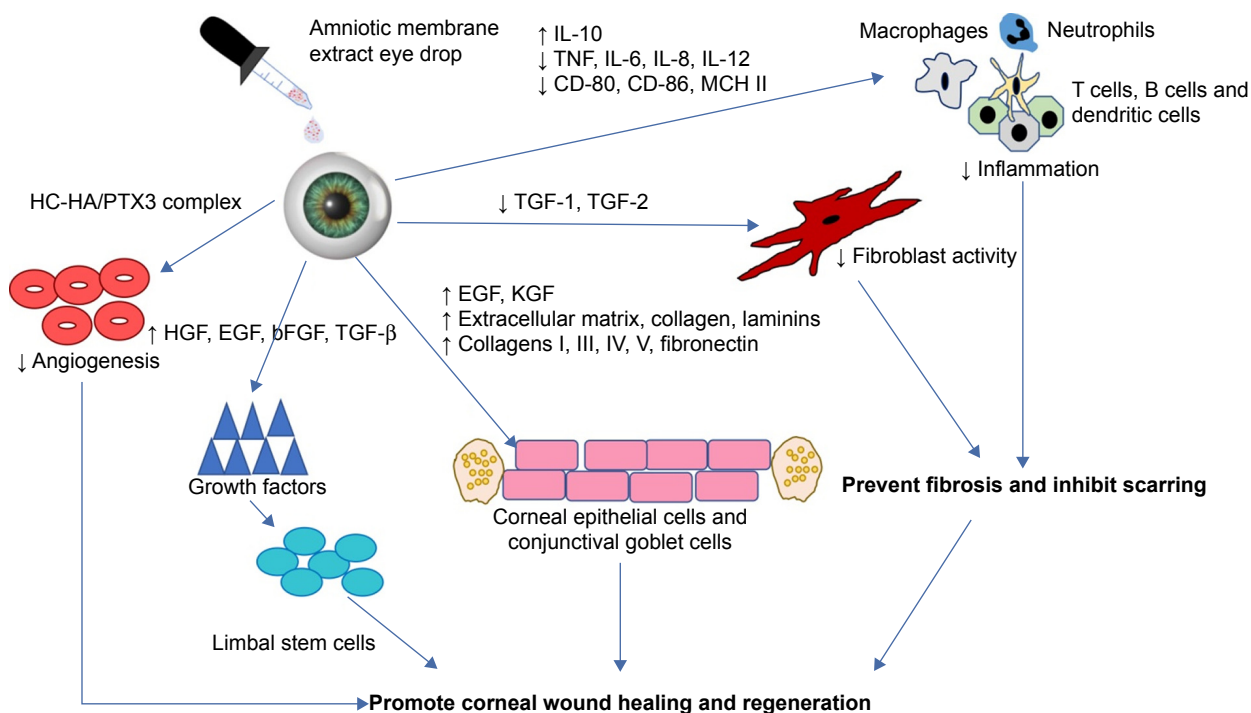 Amniotic membrane
extract eye drop
↑ IL-10
↓ TNF, IL-6, IL-8, IL-12
↓ CD-80, CD-86, MCH II
Macrophages
Neutrophils
T cells, B cells and
dendritic cells
↓ Inflammation
HC-HA/PTX3 complex
↓ TGF-1, TGF-2
↓ Fibroblast activity
↑ EGF, KGF
↑ Extracellular matrix, collagen, laminins
↑ Collagens I, III, IV, V, fibronectin
↑ HGF, EGF, bFGF, TGF-β
↓ Angiogenesis
Growth factors
Corneal epithelial cells and
conjunctival goblet cells
Prevent fibrosis and inhibit scarring
Limbal stem cells
Promote corneal wound healing and regeneration